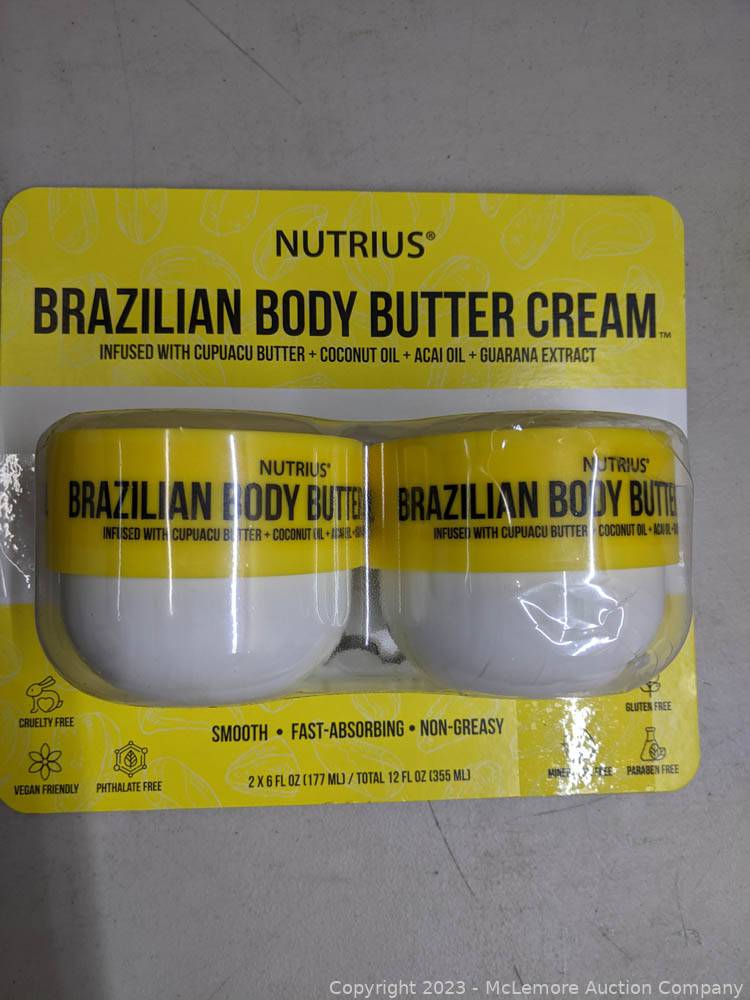 NUTRIUS®
BRAZILIAN BODY BUTTER CREAM™
INFUSED WITH CUPUACU BUTTER + COCONUT OIL + ACAI OIL + GUARANA EXTRACT
NUTRIUS®
BRAZILIAN BODY BUTTE
INFUSED WITH CUPUACU BUTTER + COCONUT OIL +
NUTRIUS®
BRAZILIAN BODY BUTTE
INFUSED WITH CUPUACU BUTTER + COCONUT OIL + ACAI OIL +
CRUELTY FREE
GLUTEN FREE
SMOOTH • FAST-ABSORBING • NON-GREASY
VEGAN FRIENDLY
PHTHALATE FREE
FREE
PARABEN FREE
2 X 6 FL OZ (177 ML) / TOTAL 12 FL OZ (355 ML)
Copyright 2023 - McLemore Auction Company